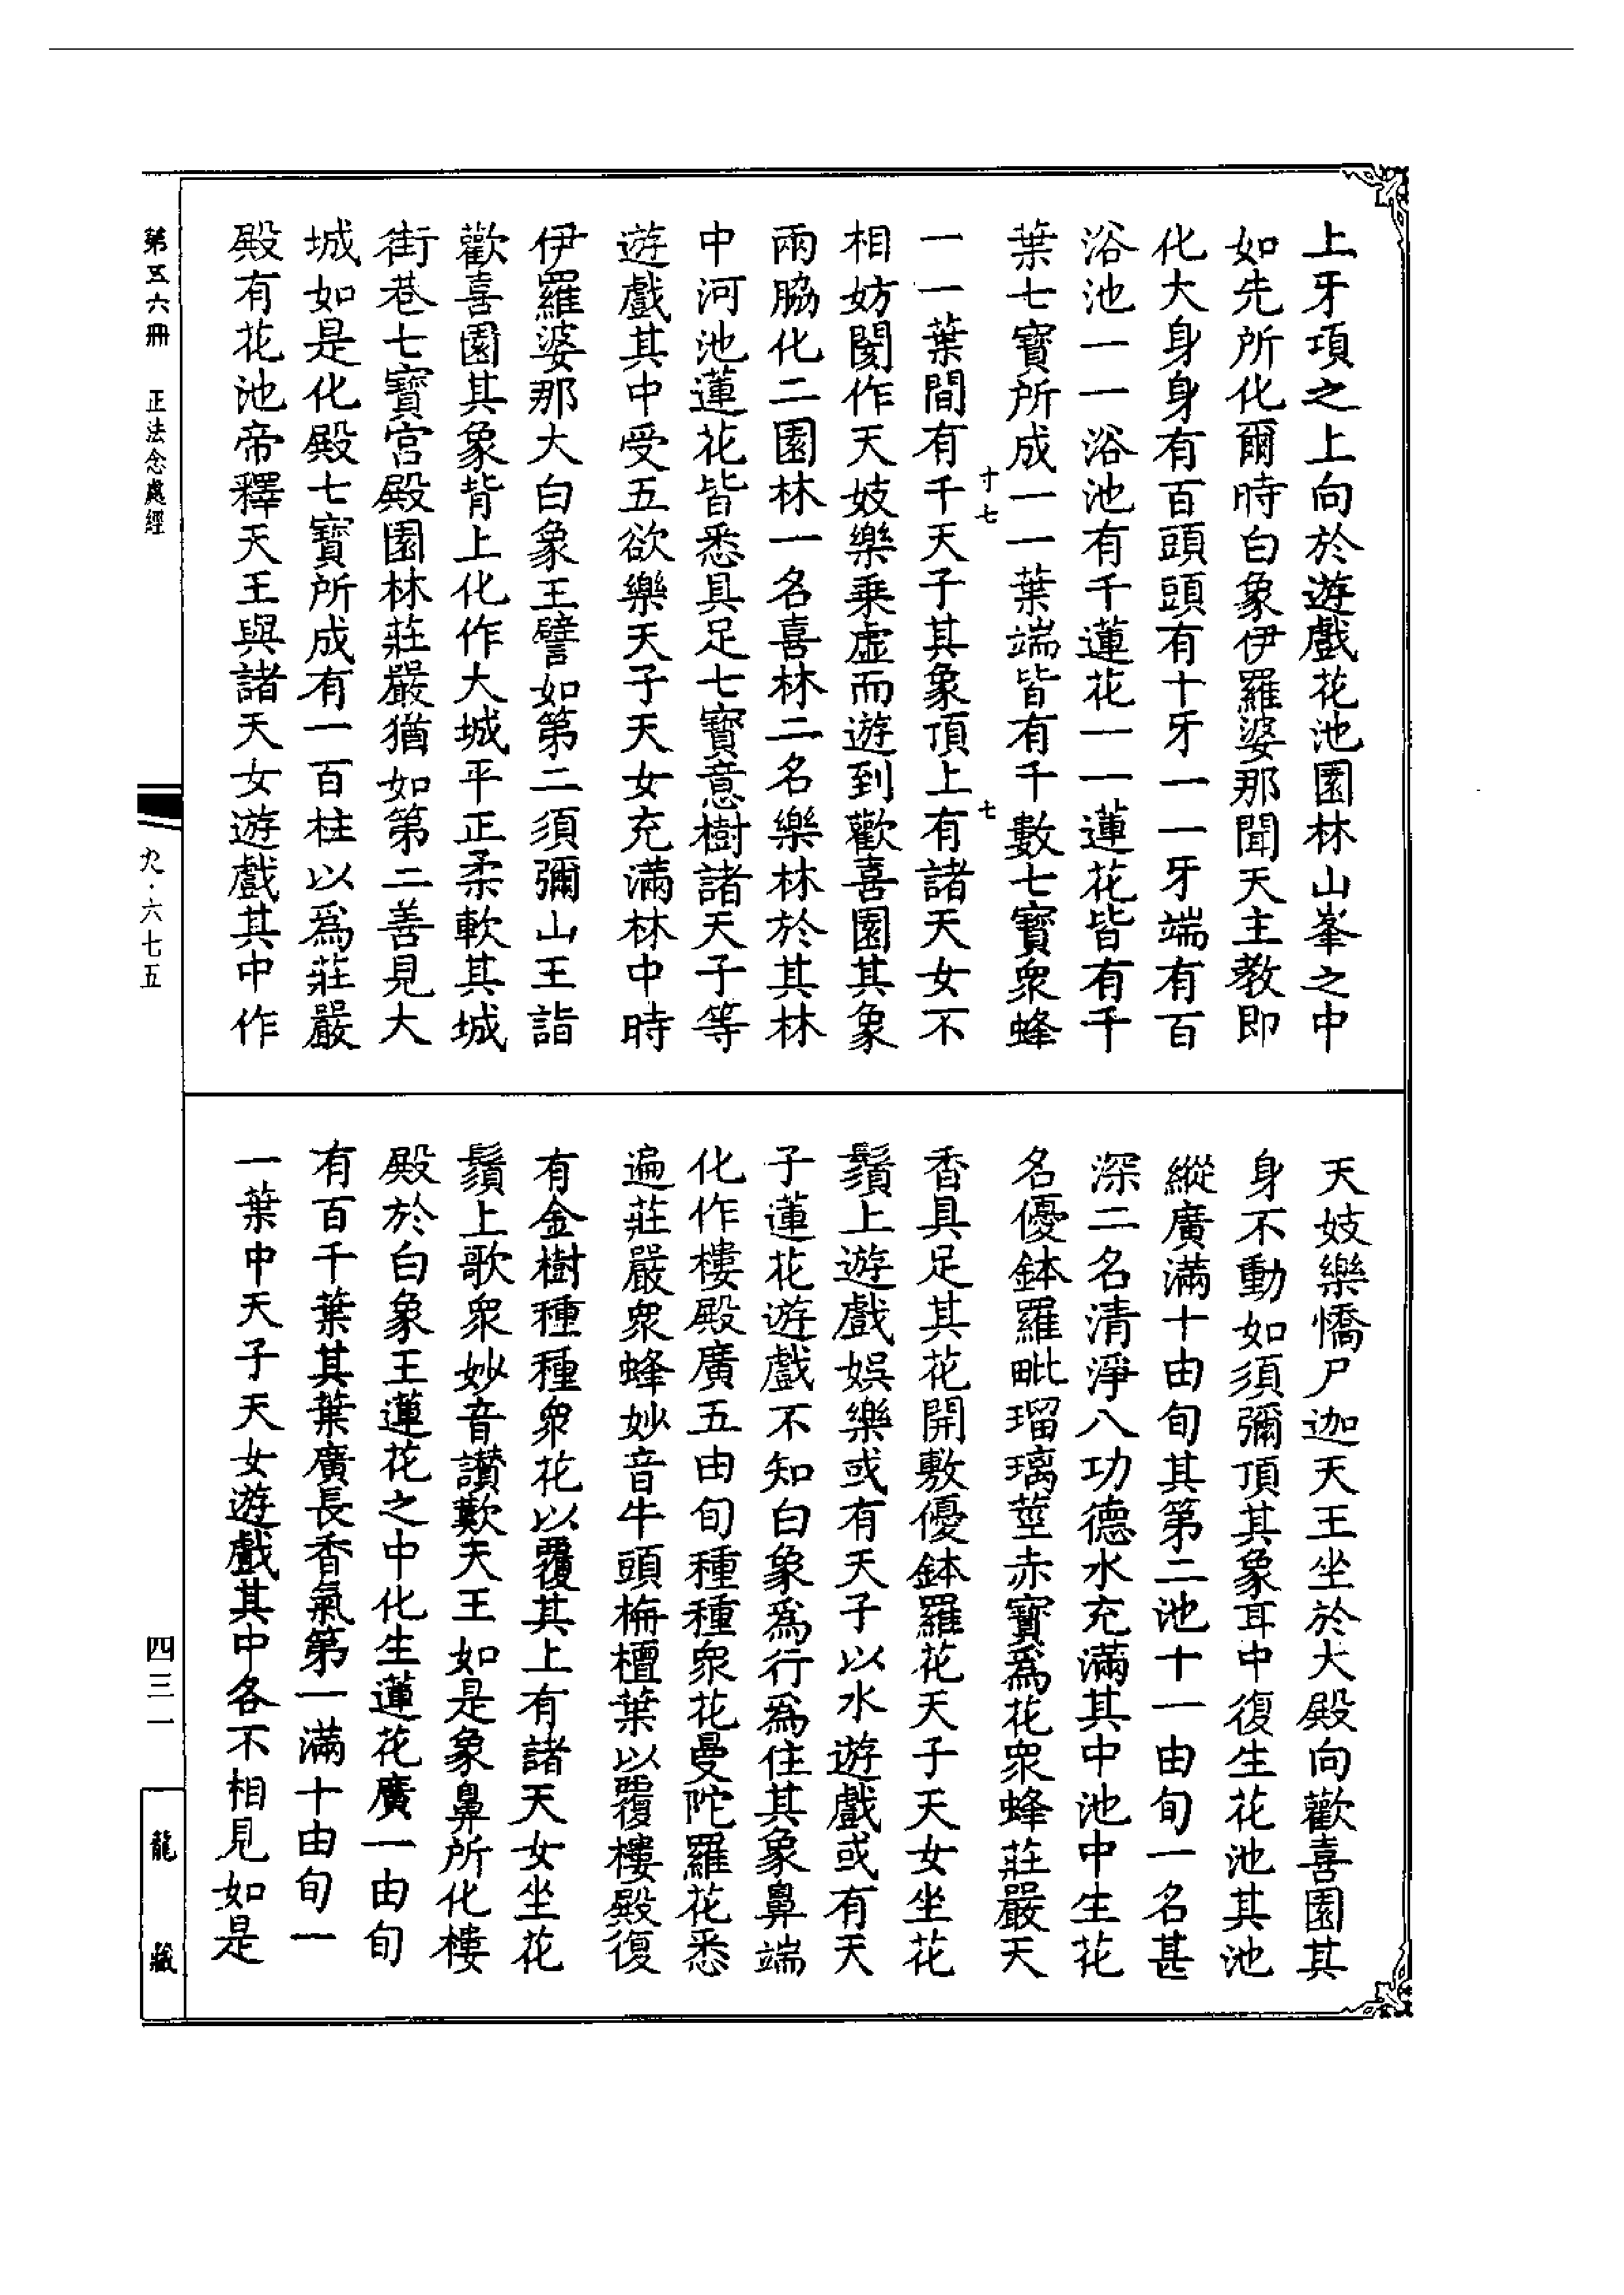 上牙項之上向於遊戲花池園林山峯之中
如先所化爾時白象伊羅婆那聞天主教即
化大身身有百頭頭有十牙一一牙端有百
浴池一一浴池有千蓮花一一蓮花皆有千
葉七寶所成一一葉端皆有千數七寶衆蜂
十七
七
一一葉間有千天子其象頂上有諸天女不
相妨閡作天妓樂乗虛而遊到歡喜園其象
兩脇化二園林一名喜林二名樂林於其林
中河池蓮花皆悉具足七寶意樹諸天子等
遊戲其中受五欲樂天子天女充滿林中時
伊羅婆那大白象王譬如第二須彌山王詣
歡喜園其象背上化作大城平正柔軟其城
街巷七寶宮殿園林莊嚴猶如第二善見大
城如是化殿七寶所成有一百柱以爲莊嚴
殿有花池帝釋天王與諸天女遊戲其中作
天妓樂憍尸迦天王坐於大殿向歡喜園其
身不動如須彌頂其象耳中復生花池其池
縱廣滿十由旬其第二池十一由旬一名甚
深二名清淨八功德水充滿其中池中生花
名優鉢羅毗瑠璃莖赤寶爲花衆蜂莊嚴天
香具足其花開敷優鉢羅花天子天女坐花
鬚上遊戲娛樂或有天子以水遊戲或有天
子蓮花遊戲不知白象爲行爲住其象鼻端
化作樓殿廣五由旬種種衆花曼陀羅花悉
遍莊嚴衆蜂妙音牛頭栴檀葉以覆樓殿復
有金樹種種衆花以覆其上有諸天女坐花
鬚上歌衆妙音讚歎天王如是象鼻所化樓
殿於白象王蓮花之中化生蓮花廣一由旬
有百千葉其葉廣長香氣第一滿十由旬一
一葉中天子天女遊戲其中各不相見如是
第五六冊 正法念處經
九·六七五
四三一
龍藏